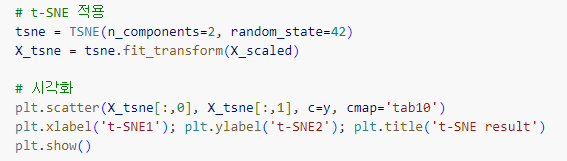 # t-SNE 적용
tsne = TSNE(n_components=2, random_state=42)
X_tsne = tsne.fit_transform(X_scaled)
# 시각화
plt.scatter(X_tsne[:,0], X_tsne[:,1], c=y, cmap='tab10')
plt.xlabel('t-SNE1'); plt.ylabel('t-SNE2'); plt.title('t-SNE result')
plt.show()